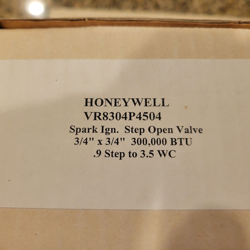 HONEYWELL
VR8304P4504
Spark Ign. Step Open Valve
3/4" x 3/4" 300,000 BTU
.9 Step to 3.5 WC